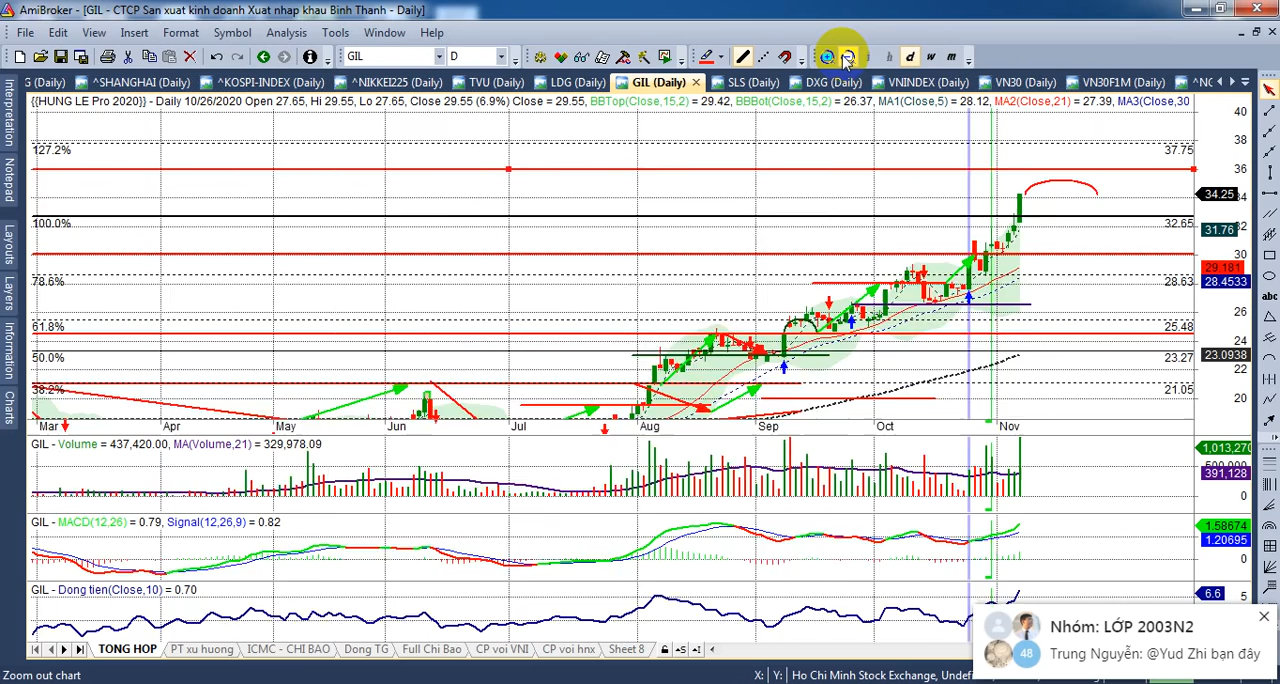 AmiBroker - [GIL - CTCP San xuat kinh doanh Xuat nhap khau Binh Thanh - Daily]
File Edit View Insert Format Symbol Analysis Tools Window Help
GIL D d w m
G (Daily) ^SHANGHAI (Daily) ^KOSPI-INDEX (Daily) ^NIKKEI225 (Daily) TVU (Daily) LDG (Daily) GIL (Daily) SLS (Daily) DXG (Daily) VNINDEX (Daily) VN30 (Daily) VN30F1M (Daily)
{{HUNG LE Pro 2020}} - Daily 10/26/2020 Open 27.65, Hi 29.55, Lo 27.65, Close 29.55 (6.9%) Close = 29.55, BBTop(Close,15,2) = 29.42, BBBot(Close,15,2) = 26.37, MA1(Close,5) = 28.12, MA2(Close,21) = 27.39, MA3(Close,30
Interpretation
Notepad
Layouts
Layers
Information
Charts
abc
40
38
127.2% 37.75
36
34.25
34
100.0% 32.65
32
31.76
30
29.181
78.6% 28.63
28.4533
26
61.8% 25.48
24
50.0% 23.27
23.0938
22
38.2% 21.05
20
Mar Apr May Jun Jul Aug Sep Oct Nov
GIL - Volume = 437,420.00, MA(Volume,21) = 329,978.09
1,013,270
500,000
391,128
0
GIL - MACD(12,26) = 0.79, Signal(12,26,9) = 0.82
1.58674
1.20695
0
GIL - Dong tien(Close,10) = 0.70
6.6
5
Nhóm: LỚP 2003N2
48
Trung Nguyễn: @Yud Zhi bạn đây
TONG HOP PT xu huong ICMC - CHI BAO Dong TG Full Chi Bao CP voi VNI CP voi hnx Sheet 8
Zoom out chart X: Y: Ho Chi Minh Stock Exchange, Undef